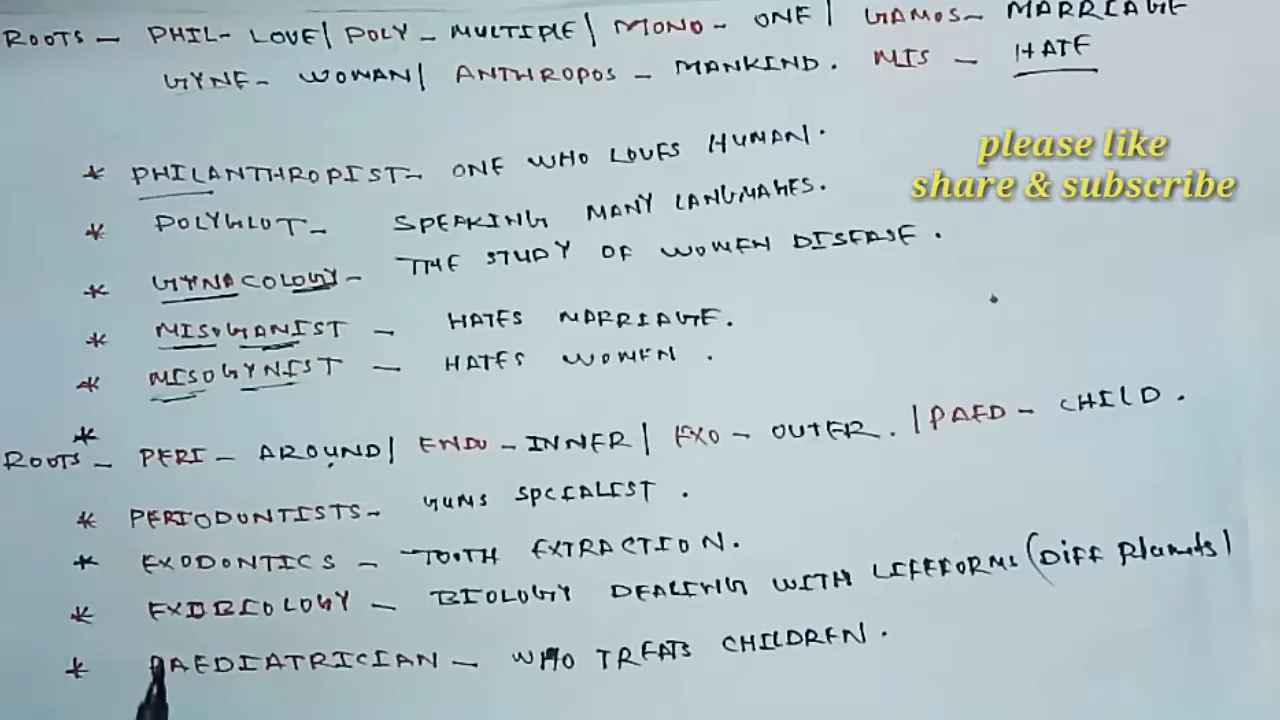 ROOTS - PHIL- LOVE| POLY - MULTIPLE| MONO - ONE | GAMOS- MARRIAGE
GYNE- WOMAN| ANTHROPOS - MANKIND. MIS - HATE
* PHILANTHROPIST- ONE WHO LOVES HUMAN.
please like
share & subscribe
* POLYGLOT- SPEAKING MANY LANGUAGES.
* GYNACOLOGY- THE STUDY OF WOMEN DISEASE.
* MISOGANIST - HATES MARRIAGE.
* MISOGYNIST - HATES WOMEN.
*
ROOTS - PERI - AROUND| ENDO - INNER| EXO - OUTER. | PAED - CHILD.
* PERIODONTISTS- GUMS SPCIALIST.
* EXODONTICS - TOOTH EXTRACTION.
* EXOBIOLOGY - BIOLOGY DEALING WITH LIFEFORMS (Diff Planets)
* PAEDIATRICIAN - WHO TREATS CHILDREN.